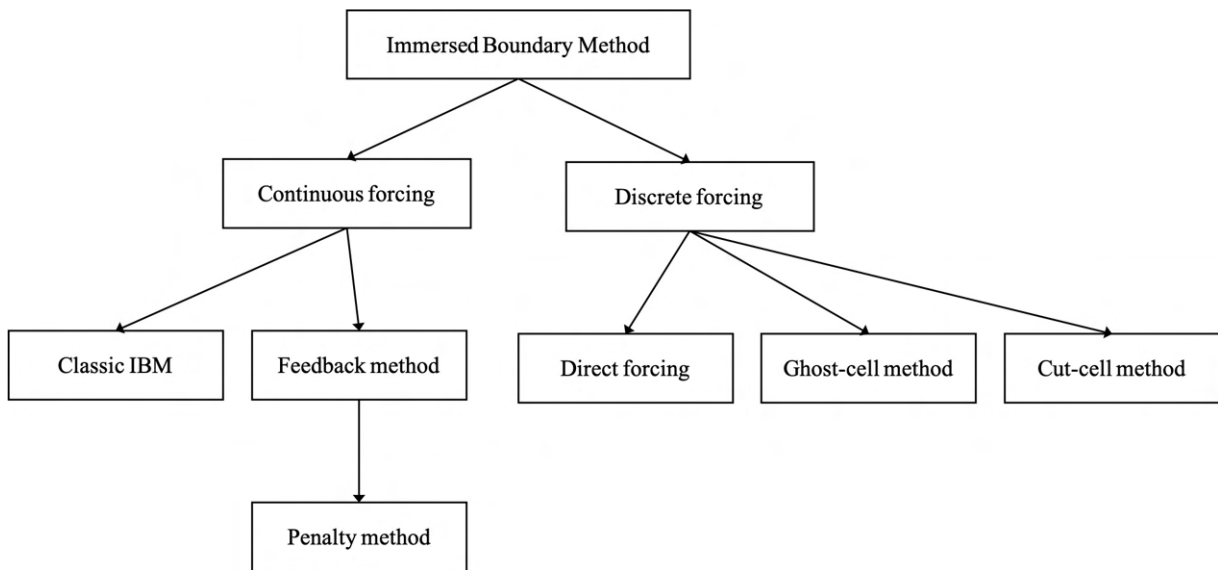 Immersed Boundary Method
Continuous forcing
Discrete forcing
Classic IBM
Feedback method
Direct forcing
Ghost-cell method
Cut-cell method
Penalty method